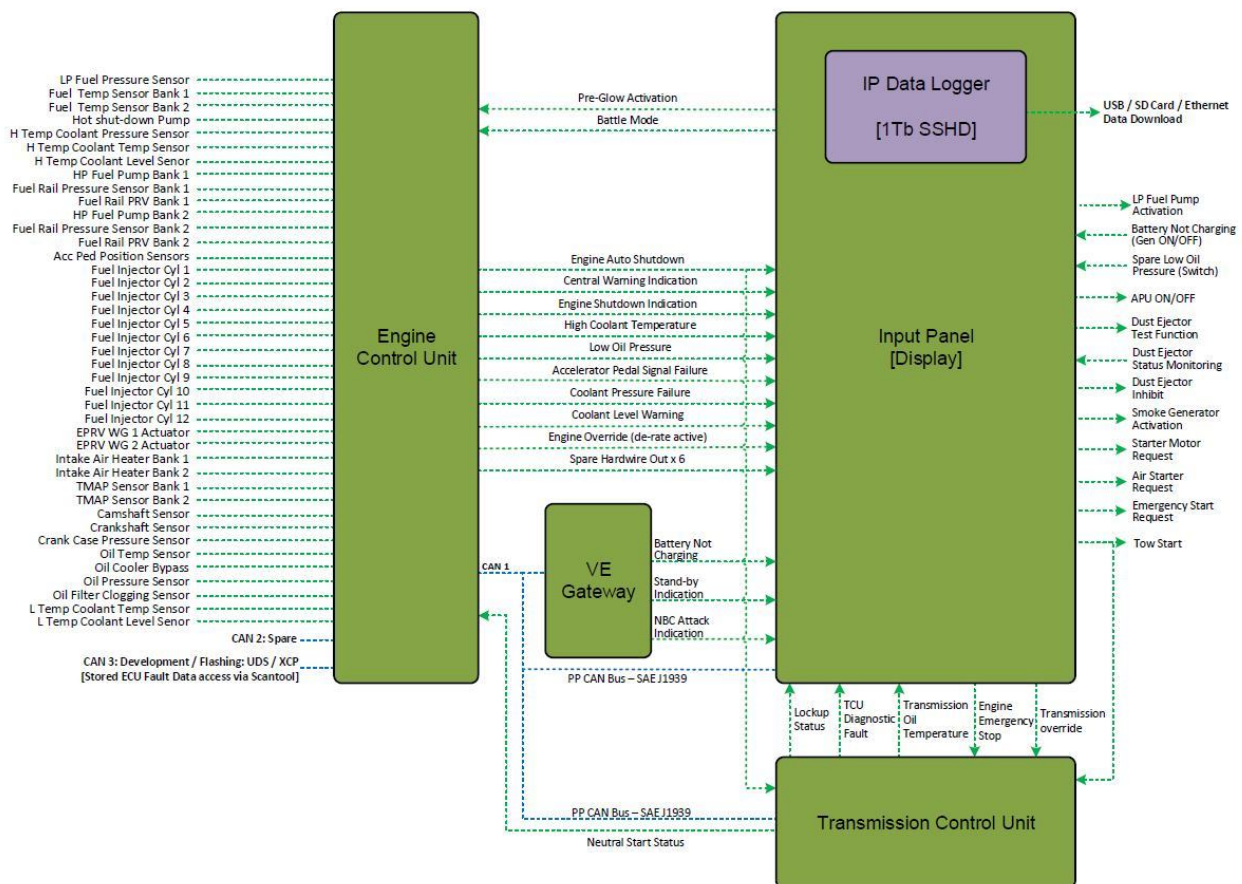 LP Fuel Pressure Sensor
Fuel Temp Sensor Bank 1
Fuel Temp Sensor Bank 2
Hot shut-down Pump
H Temp Coolant Pressure Sensor
H Temp Coolant Temp Sensor
H Temp Coolant Level Senor
HP Fuel Pump Bank 1
Fuel Rail Pressure Sensor Bank 1
Fuel Rail PRV Bank 1
HP Fuel Pump Bank 2
Fuel Rail Pressure Sensor Bank 2
Fuel Rail PRV Bank 2
Acc Ped Position Sensors
Fuel Injector Cyl 1
Fuel Injector Cyl 2
Fuel Injector Cyl 3
Fuel Injector Cyl 4
Fuel Injector Cyl 5
Fuel Injector Cyl 6
Fuel Injector Cyl 7
Fuel Injector Cyl 8
Fuel Injector Cyl 9
Fuel Injector Cyl 10
Fuel Injector Cyl 11
Fuel Injector Cyl 12
EPRV WG 1 Actuator
EPRV WG 2 Actuator
Intake Air Heater Bank 1
Intake Air Heater Bank 2
TMAP Sensor Bank 1
TMAP Sensor Bank 2
Camshaft Sensor
Crankshaft Sensor
Crank Case Pressure Sensor
Oil Temp Sensor
Oil Cooler Bypass
Oil Pressure Sensor
Oil Filter Clogging Sensor
L Temp Coolant Temp Sensor
L Temp Coolant Level Senor
CAN 2: Spare
CAN 3: Development / Flashing: UDS / XCP
[Stored ECU Fault Data access via Scantool]
Engine
Control Unit
Pre-Glow Activation
Battle Mode
Engine Auto Shutdown
Central Warning Indication
Engine Shutdown Indication
High Coolant Temperature
Low Oil Pressure
Accelerator Pedal Signal Failure
Coolant Pressure Failure
Coolant Level Warning
Engine Override (de-rate active)
Spare Hardwire Out x 6
CAN 1
VE
Gateway
Battery Not
Charging
Stand-by
Indication
NBC Attack
Indication
PP CAN Bus – SAE J1939
PP CAN Bus – SAE J1939
Neutral Start Status
IP Data Logger
[1Tb SSHD]
Input Panel
[Display]
USB / SD Card / Ethernet
Data Download
LP Fuel Pump
Activation
Battery Not Charging
(Gen ON/OFF)
Spare Low Oil
Pressure (Switch)
APU ON/OFF
Dust Ejector
Test Function
Dust Ejector
Status Monitoring
Dust Ejector
Inhibit
Smoke Generator
Activation
Starter Motor
Request
Air Starter
Request
Emergency Start
Request
Tow Start
Lockup
Status
TCU
Diagnostic
Fault
Transmission
Oil
Temperature
Engine
Emergency
Stop
Transmission
override
Transmission Control Unit